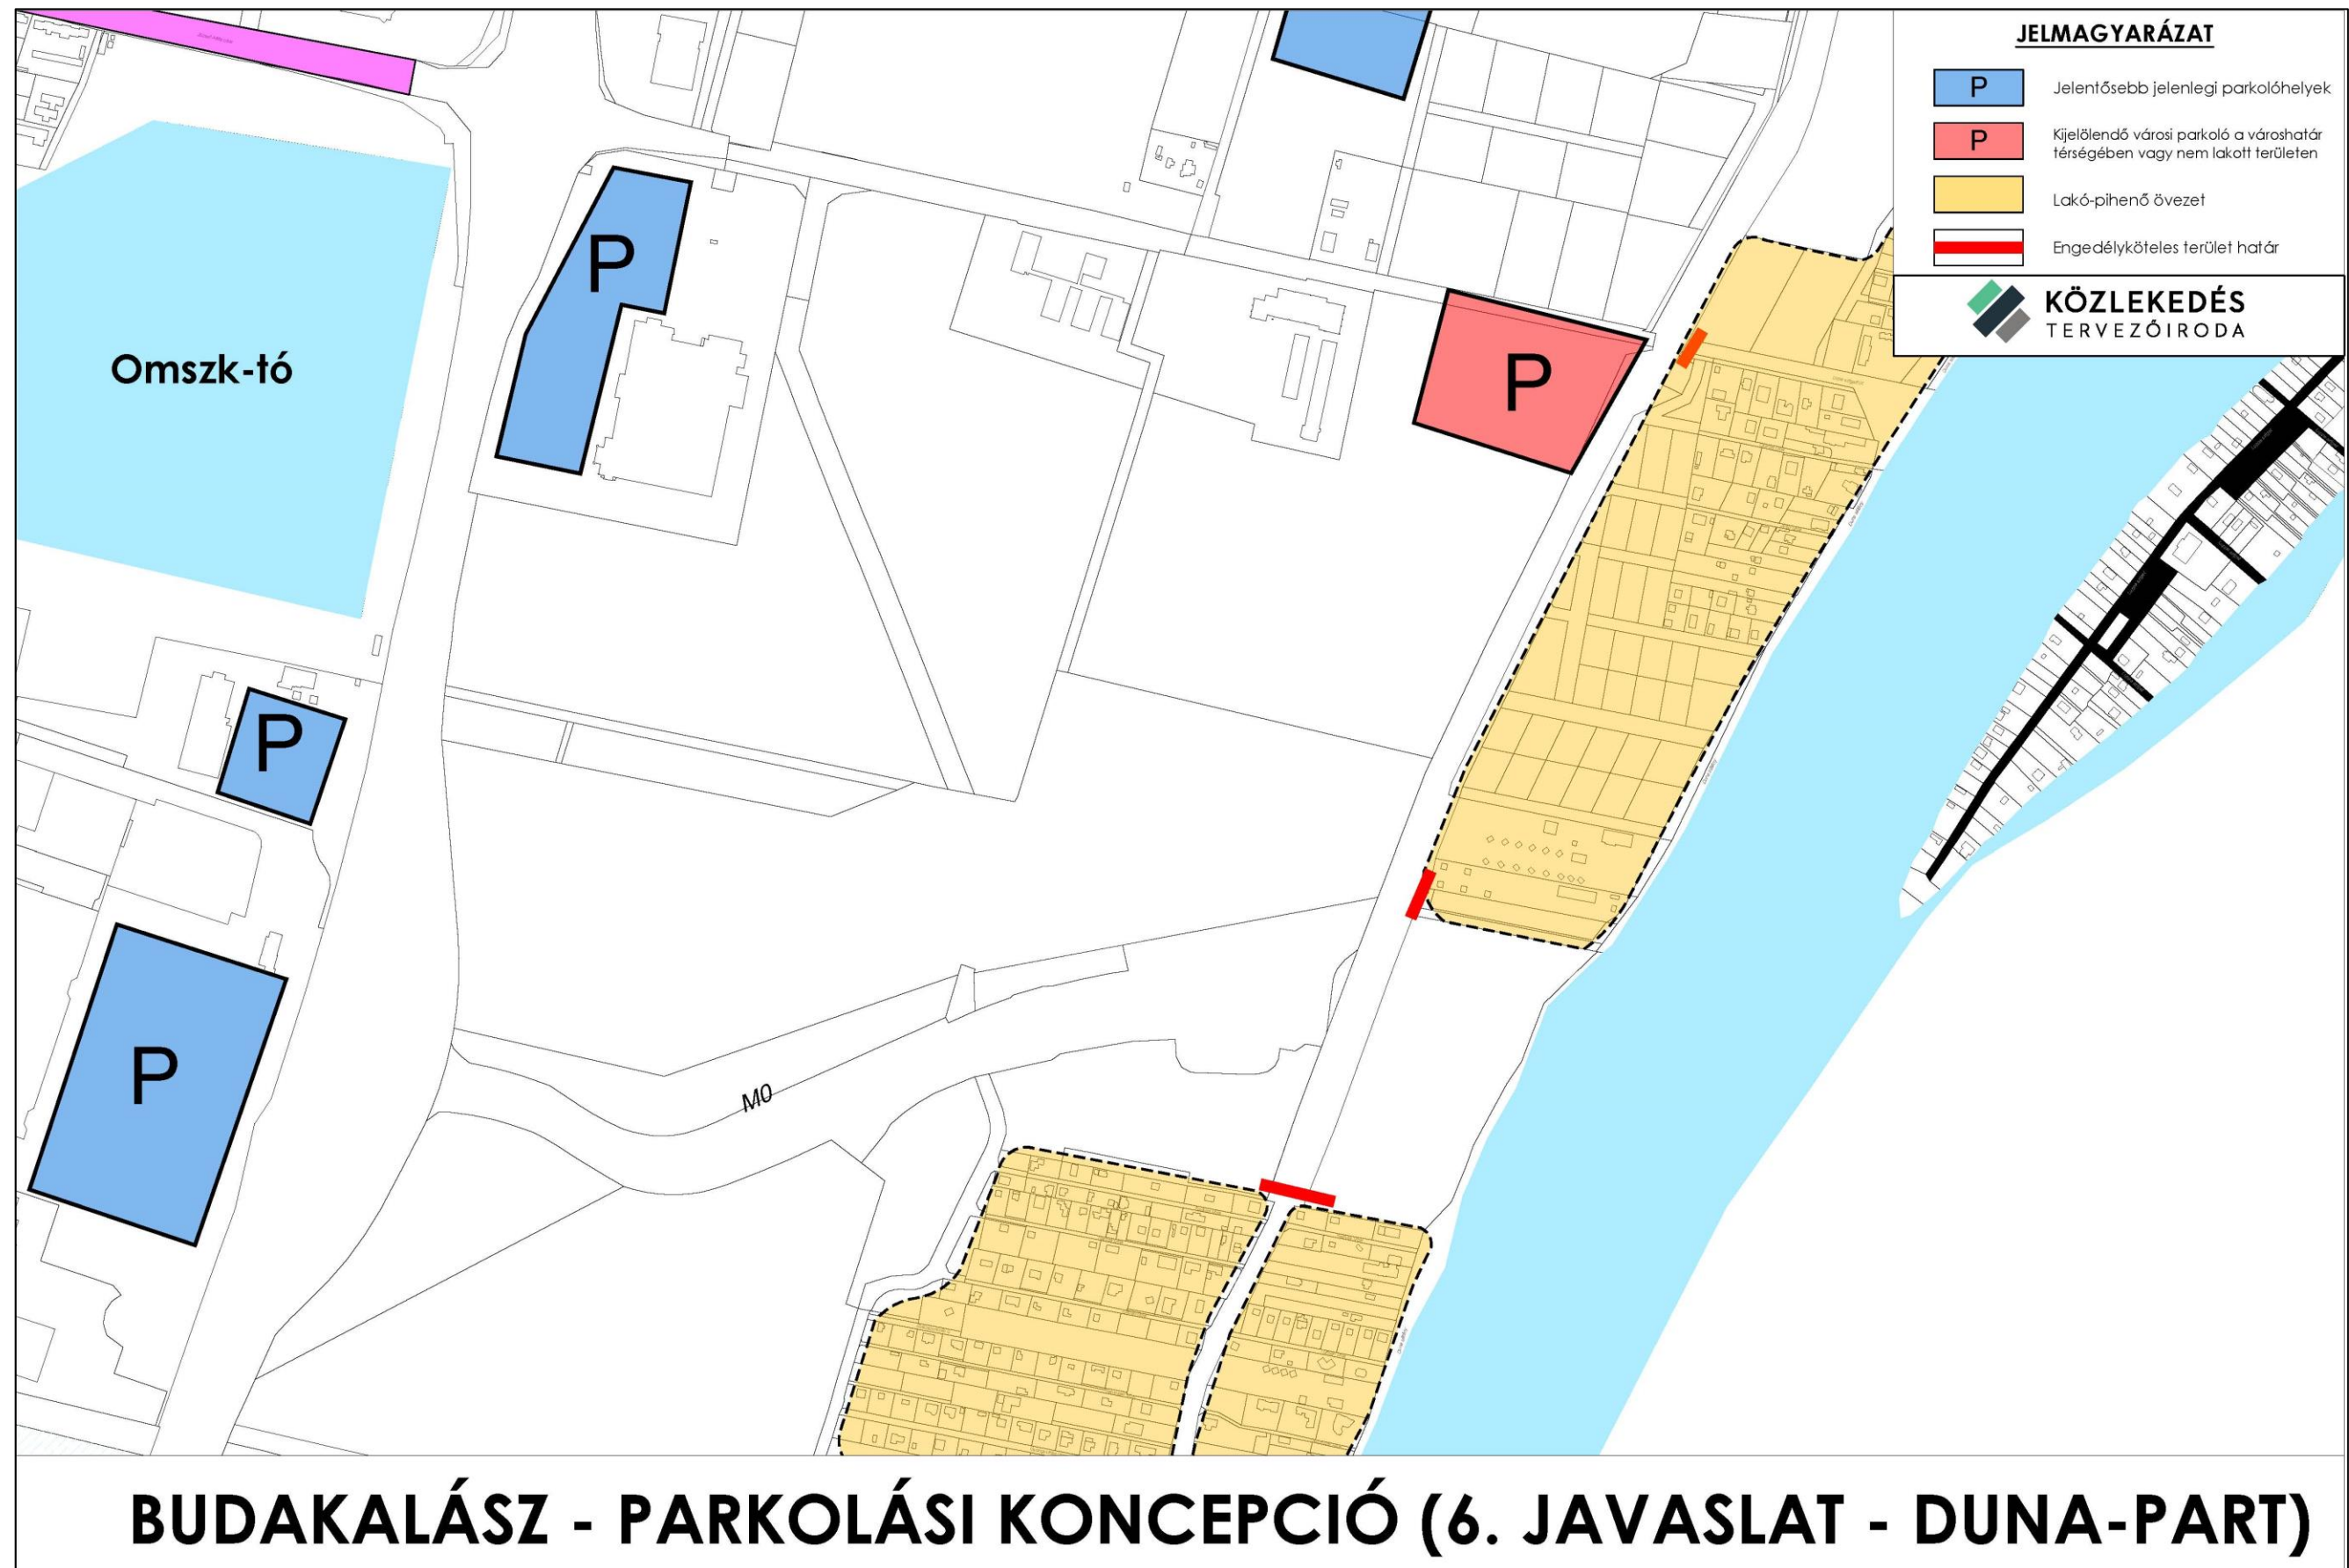 JELMAGYARÁZAT
P
Jelentősebb jelenlegi parkolóhelyek
P
Kijelölendő városi parkoló a városhatár
térségében vagy nem lakott területen
Lakó-pihenő övezet
Engedélyköteles terület határ
KÖZLEKEDÉS
TERVEZŐIRODA
P
Omszk-tó
P
P
P
M0
BUDAKALÁSZ - PARKOLÁSI KONCEPCIÓ (6. JAVASLAT - DUNA-PART)